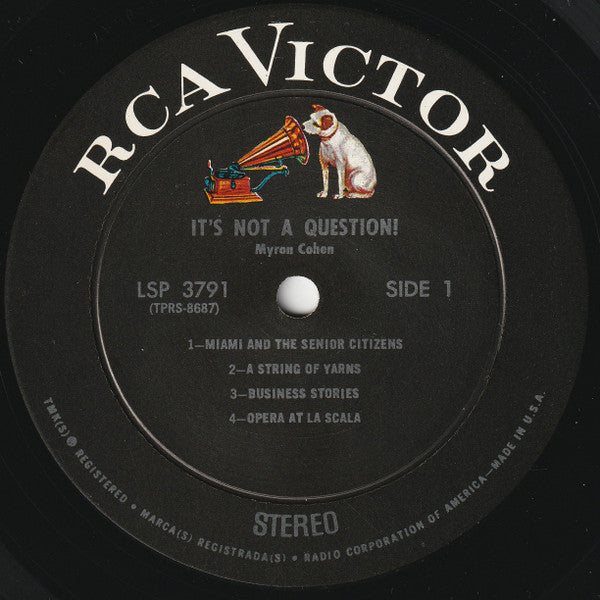 RCA VICTOR
IT'S NOT A QUESTION!
Myron Cohen
LSP 3791
(TPRS-8687)
SIDE 1
1—MIAMI AND THE SENIOR CITIZENS
2—A STRING OF YARNS
3—BUSINESS STORIES
4—OPERA AT LA SCALA
STEREO
TMK(S) ® REGISTERED • MARCA(S) REGISTRADA(S) • RADIO CORPORATION OF AMERICA—MADE IN U.S.A.